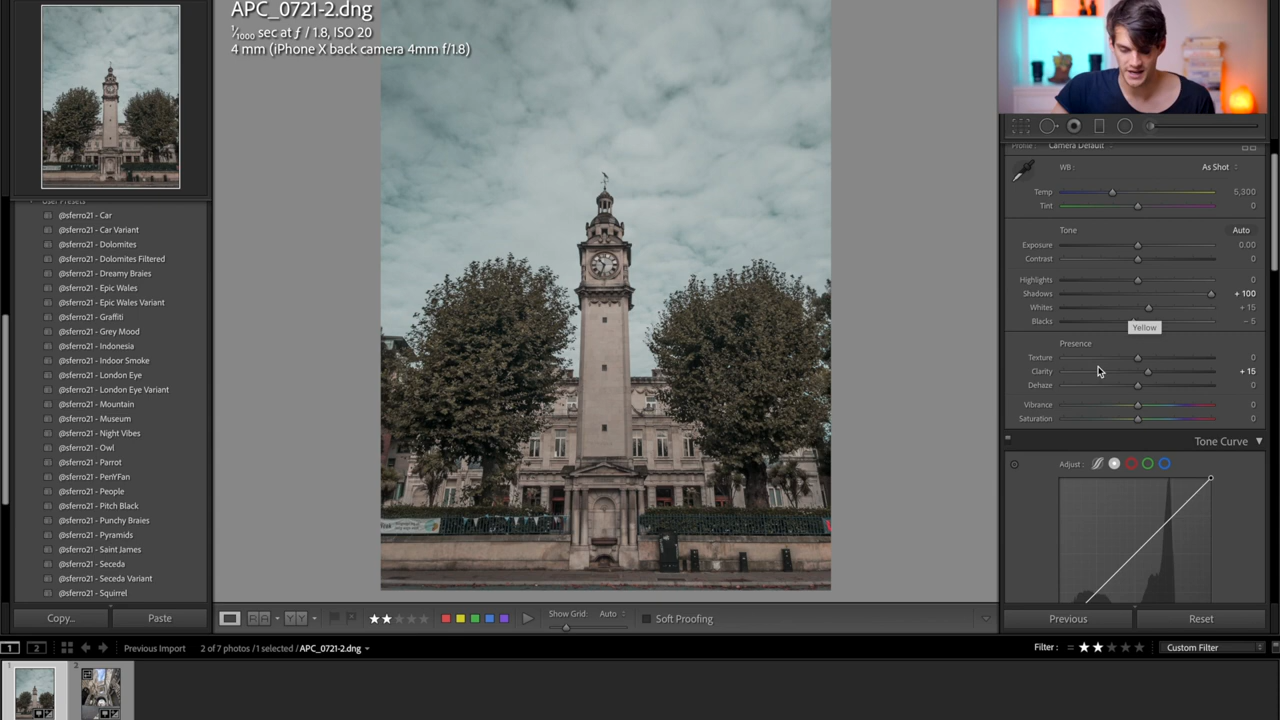 APC_0721-2.dng
1/1000 sec at ƒ / 1.8, ISO 20
4 mm (iPhone X back camera 4mm f/1.8)
User Presets
@sferro21 - Car
@sferro21 - Car Variant
@sferro21 - Dolomites
@sferro21 - Dolomites Filtered
@sferro21 - Dreamy Braies
@sferro21 - Epic Wales
@sferro21 - Epic Wales Variant
@sferro21 - Graffiti
@sferro21 - Grey Mood
@sferro21 - Indonesia
@sferro21 - Indoor Smoke
@sferro21 - London Eye
@sferro21 - London Eye Variant
@sferro21 - Mountain
@sferro21 - Museum
@sferro21 - Night Vibes
@sferro21 - Owl
@sferro21 - Parrot
@sferro21 - PenYFan
@sferro21 - People
@sferro21 - Pitch Black
@sferro21 - Punchy Braies
@sferro21 - Pyramids
@sferro21 - Saint James
@sferro21 - Seceda
@sferro21 - Seceda Variant
@sferro21 - Squirrel
Copy... Paste
Profile: Camera Default
WB: As Shot
Temp 5,300
Tint 0
Tone Auto
Exposure 0.00
Contrast 0
Highlights 0
Shadows + 100
Whites + 15
Blacks - 5
Yellow
Presence
Texture 0
Clarity + 15
Dehaze 0
Vibrance 0
Saturation 0
Tone Curve
Adjust:
Previous Reset
RA YY Show Grid: Auto Soft Proofing
1 2 Previous Import 2 of 7 photos / 1 selected / APC_0721-2.dng Filter: Custom Filter
1 2